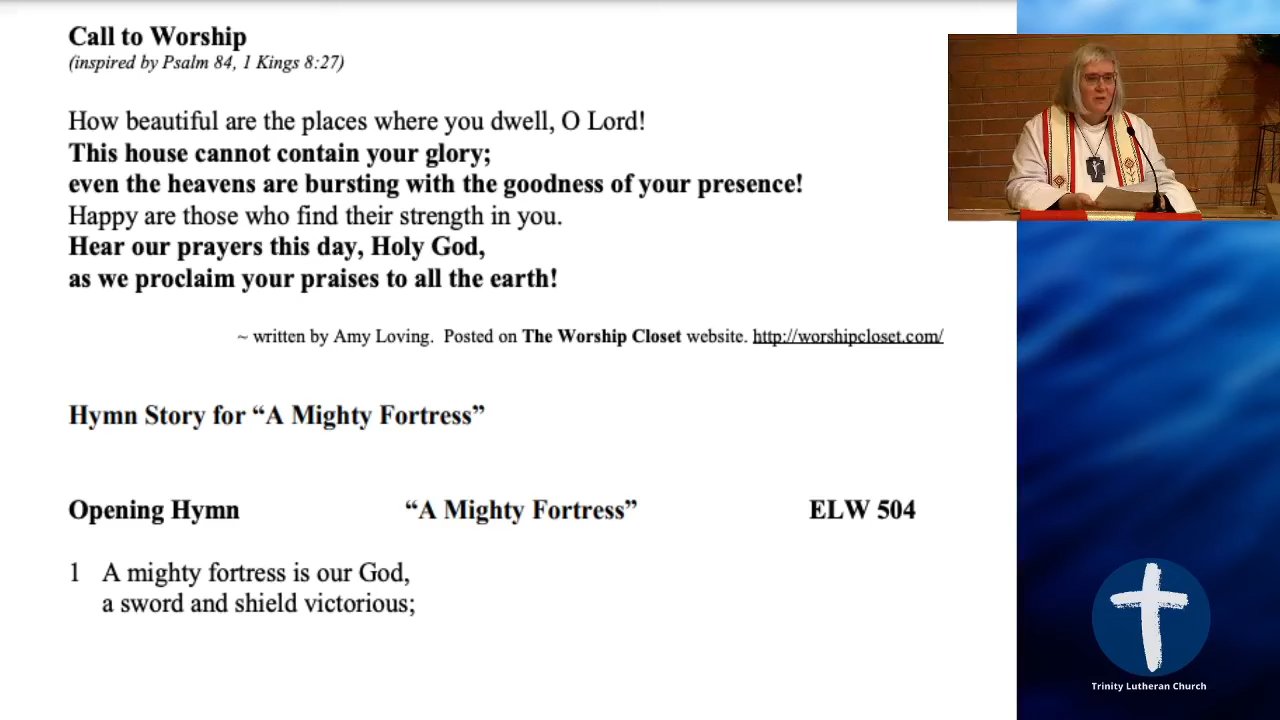 Call to Worship
(inspired by Psalm 84, 1 Kings 8:27)
How beautiful are the places where you dwell, O Lord!
This house cannot contain your glory;
even the heavens are bursting with the goodness of your presence!
Happy are those who find their strength in you.
Hear our prayers this day, Holy God,
as we proclaim your praises to all the earth!
~ written by Amy Loving.  Posted on The Worship Closet website. http://worshipcloset.com/
Hymn Story for “A Mighty Fortress”
Opening Hymn “A Mighty Fortress” ELW 504
1 A mighty fortress is our God,
a sword and shield victorious;
Trinity Lutheran Church